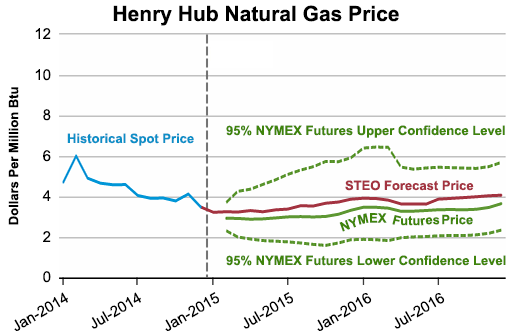 Henry Hub Natural Gas Price
Dollars Per Million Btu
12
10
8
6
4
2
0
Historical Spot Price
95% NYMEX Futures Upper Confidence Level
STEO Forecast Price
NYMEX Futures Price
95% NYMEX Futures Lower Confidence Level
Jan-2014
Jul-2014
Jan-2015
Jul-2015
Jan-2016
Jul-2016